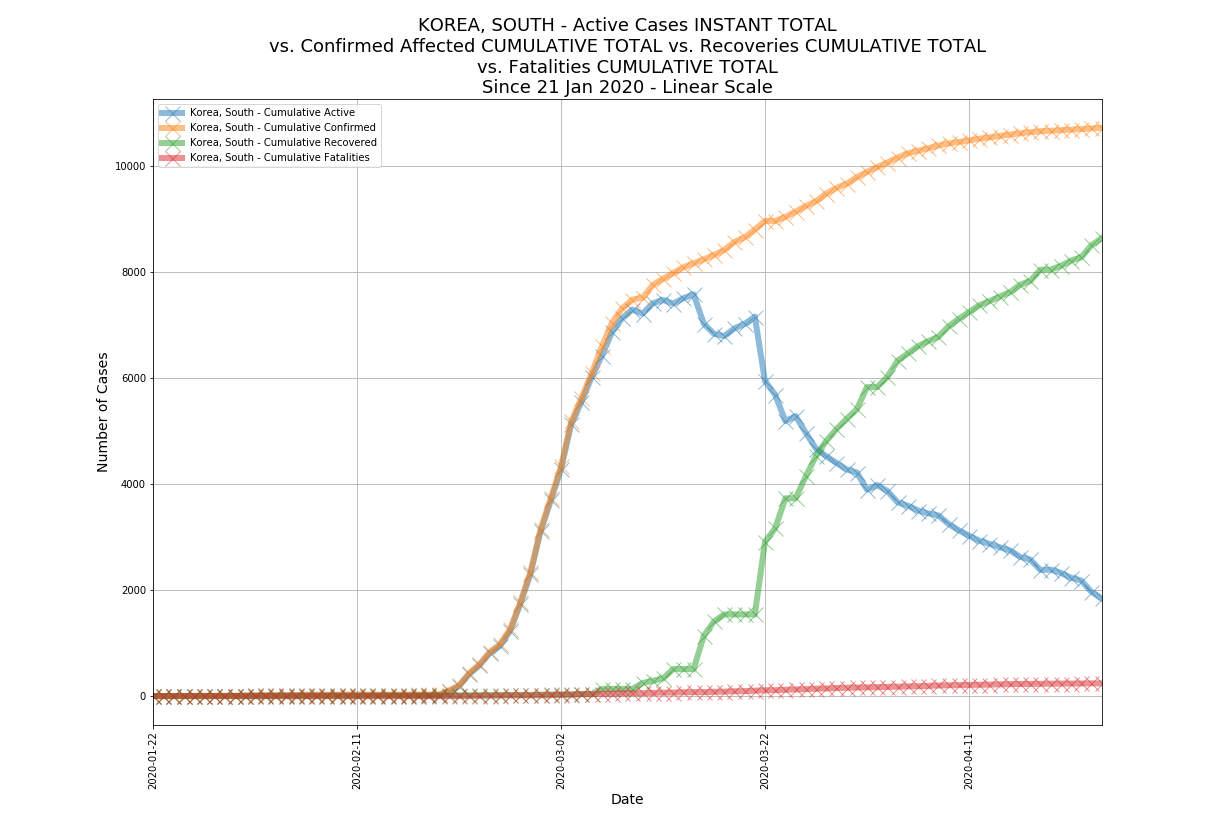 KOREA, SOUTH - Active Cases INSTANT TOTAL
vs. Confirmed Affected CUMULATIVE TOTAL vs. Recoveries CUMULATIVE TOTAL
vs. Fatalities CUMULATIVE TOTAL
Since 21 Jan 2020 - Linear Scale
Korea, South - Cumulative Active
Korea, South - Cumulative Confirmed
Korea, South - Cumulative Recovered
Korea, South - Cumulative Fatalities
Number of Cases
10000
8000
6000
4000
2000
0
2020-01-22
2020-02-11
2020-03-02
2020-03-22
2020-04-11
Date